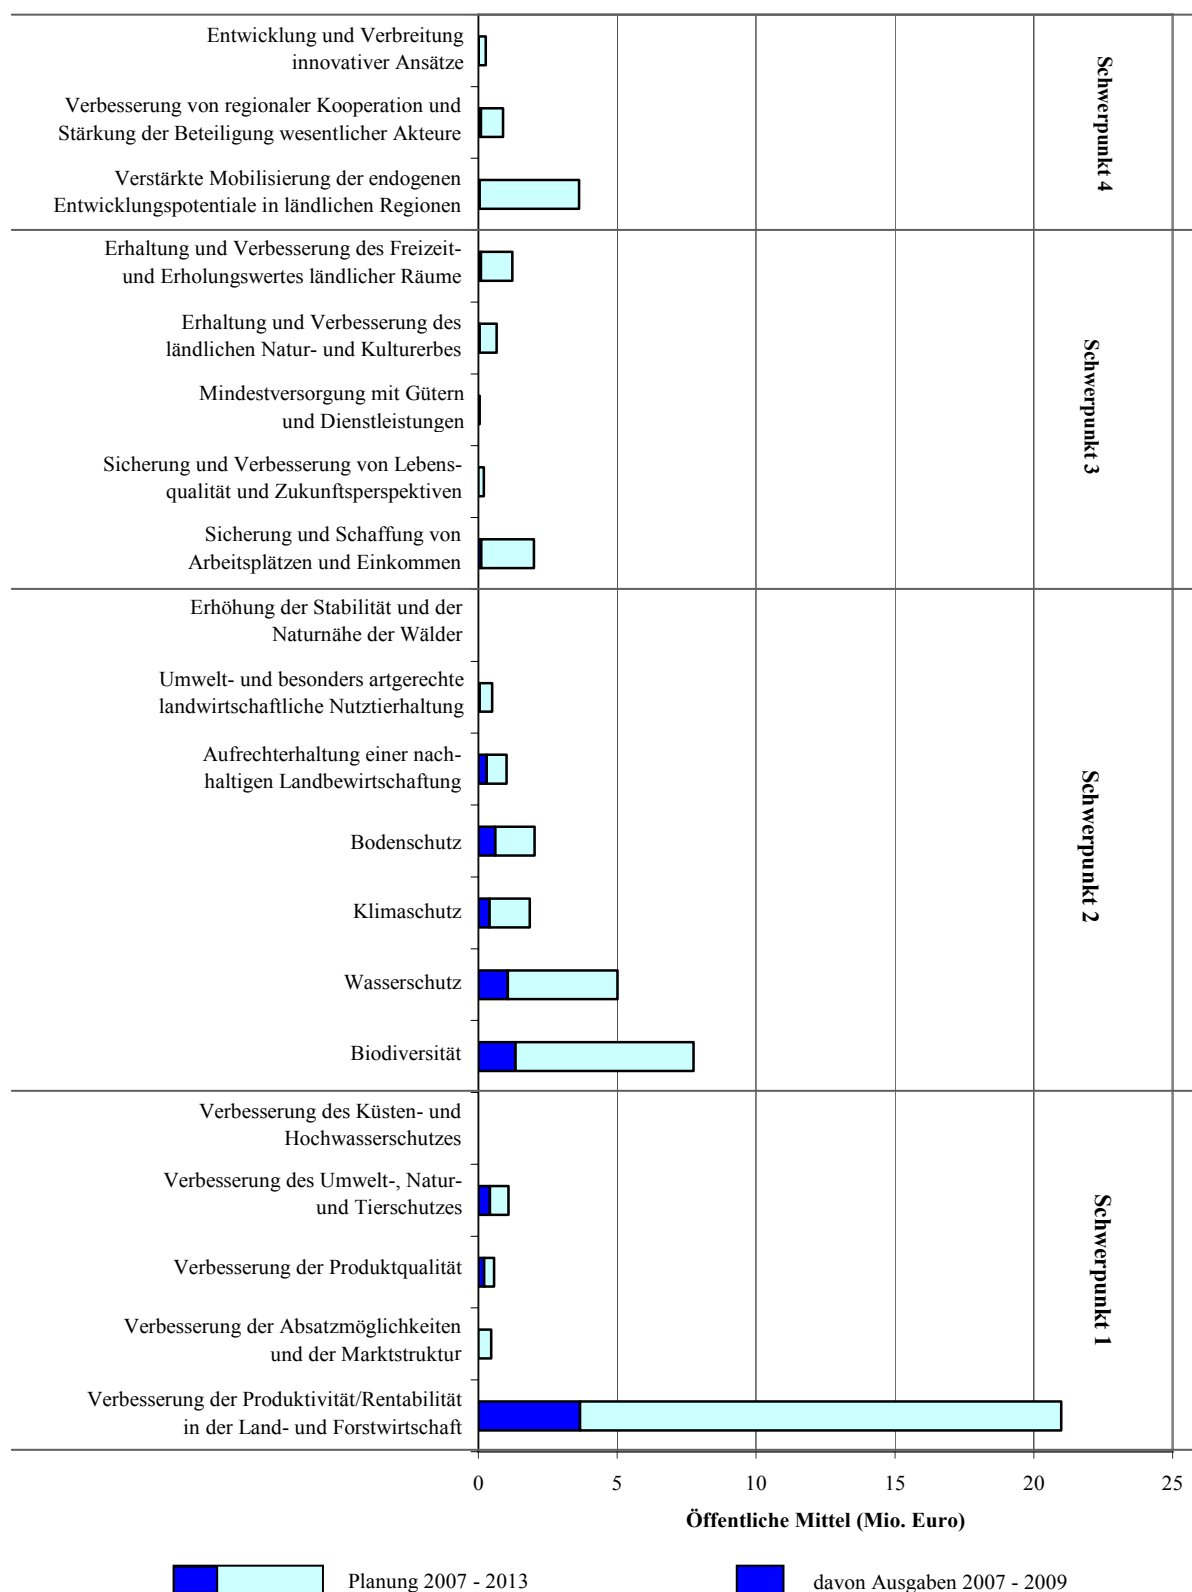 Entwicklung und Verbreitung
innovativer Ansätze
Verbesserung von regionaler Kooperation und
Stärkung der Beteiligung wesentlicher Akteure
Verstärkte Mobilisierung der endogenen
Entwicklungspotentiale in ländlichen Regionen
Schwerpunkt 4
Erhaltung und Verbesserung des Freizeit-
und Erholungswertes ländlicher Räume
Erhaltung und Verbesserung des
ländlichen Natur- und Kulturerbes
Mindestversorgung mit Gütern
und Dienstleistungen
Sicherung und Verbesserung von Lebens-
qualität und Zukunftsperspektiven
Sicherung und Schaffung von
Arbeitsplätzen und Einkommen
Schwerpunkt 3
Erhöhung der Stabilität und der
Naturnähe der Wälder
Umwelt- und besonders artgerechte
landwirtschaftliche Nutztierhaltung
Aufrechterhaltung einer nach-
haltigen Landbewirtschaftung
Bodenschutz
Klimaschutz
Wasserschutz
Biodiversität
Schwerpunkt 2
Verbesserung des Küsten- und
Hochwasserschutzes
Verbesserung des Umwelt-, Natur-
und Tierschutzes
Verbesserung der Produktqualität
Verbesserung der Absatzmöglichkeiten
und der Marktstruktur
Verbesserung der Produktivität/Rentabilität
in der Land- und Forstwirtschaft
Schwerpunkt 1
0 5 10 15 20 25
Öffentliche Mittel (Mio. Euro)
Planung 2007 - 2013
davon Ausgaben 2007 - 2009